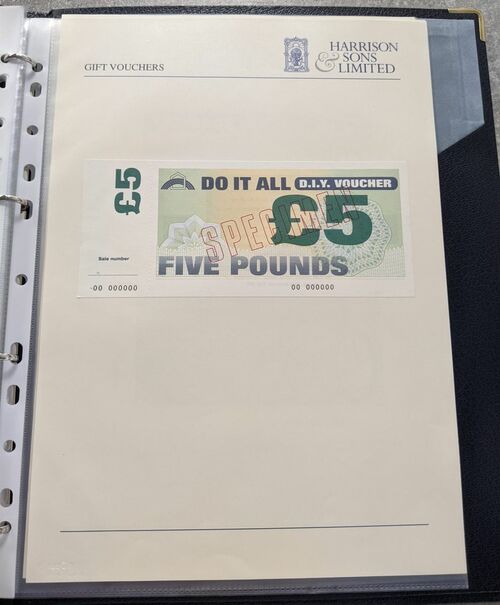 GIFT VOUCHERS
HARRISON
& SONS
LIMITED
£5
DO IT ALL D.I.Y. VOUCHER
£5
SPECIMEN
Sale number
FIVE POUNDS
00 000000
00 000000